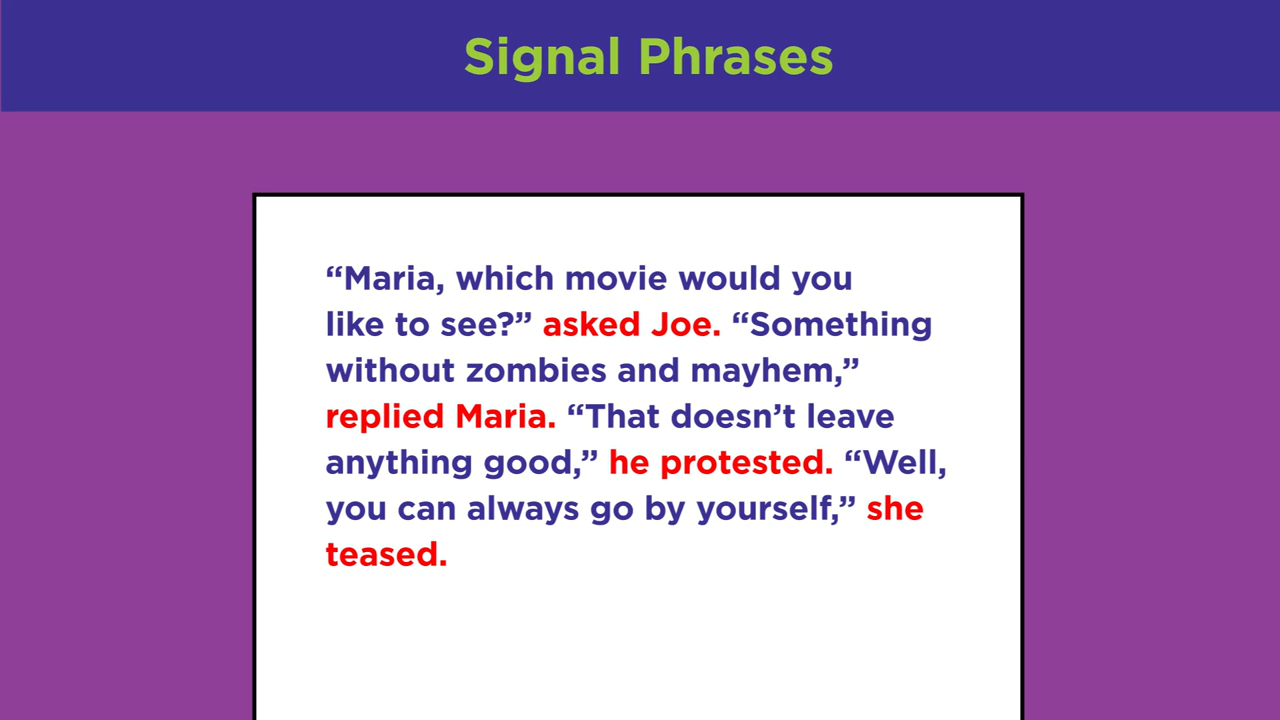 Signal Phrases
“Maria, which movie would you
like to see?” asked Joe. “Something
without zombies and mayhem,”
replied Maria. “That doesn’t leave
anything good,” he protested. “Well,
you can always go by yourself,” she
teased.